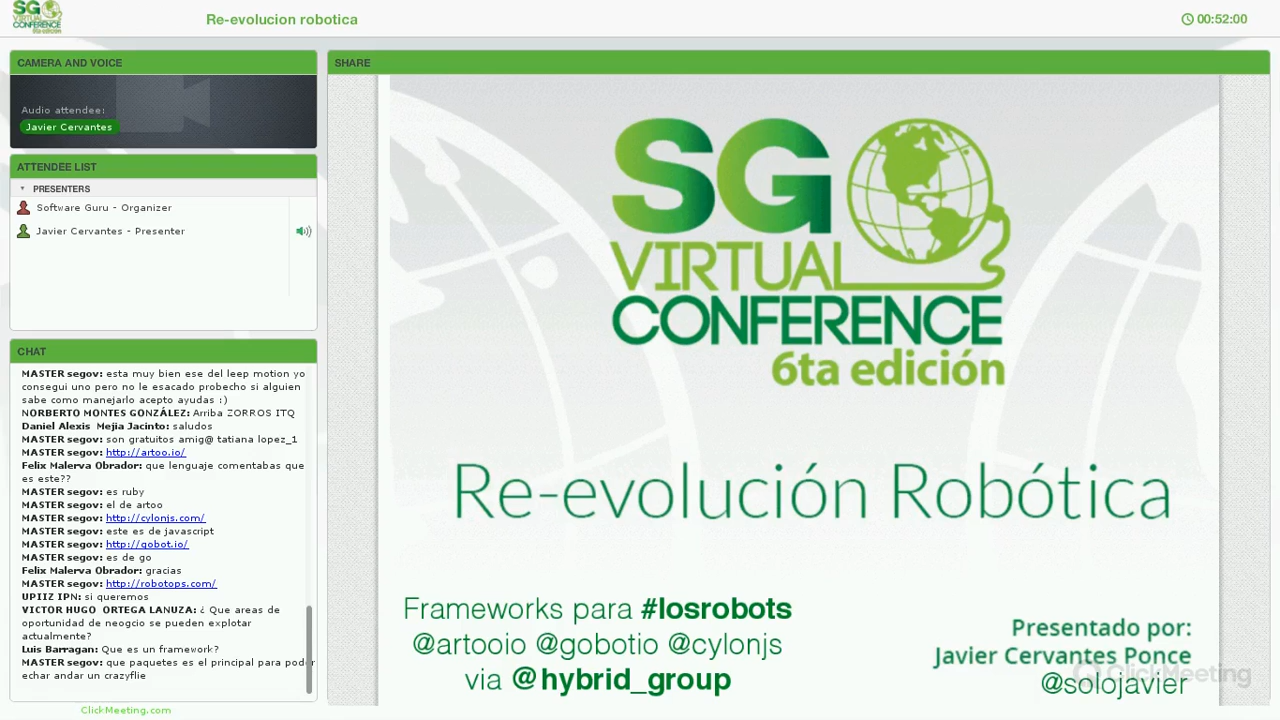 SG
VIRTUAL
CONFERENCE
6ta edición
Re-evolucion robotica
00:52:00
CAMERA AND VOICE
Audio attendee:
Javier Cervantes
ATTENDEE LIST
PRESENTERS
Software Guru - Organizer
Javier Cervantes - Presenter
CHAT
MASTER segov: esta muy bien ese del leep motion yo
consegui uno pero no le esacado probecho si alguien
sabe como manejarlo acepto ayudas :)
NORBERTO MONTES GONZÁLEZ: Arriba ZORROS ITQ
Daniel Alexis Mejia Jacinto: saludos
MASTER segov: son gratuitos amig@ tatiana lopez_1
MASTER segov: http://artoo.io/
Felix Malerva Obrador: que lenguaje comentabas que
es este??
MASTER segov: es ruby
MASTER segov: el de artoo
MASTER segov: http://cylonjs.com/
MASTER segov: este es de javascript
MASTER segov: http://gobot.io/
MASTER segov: es de go
Felix Malerva Obrador: gracias
MASTER segov: http://robotops.com/
UPIIZ IPN: si queremos
VICTOR HUGO ORTEGA LANUZA: ¿ Que areas de
oportunidad de neogcio se pueden explotar
actualmente?
Luis Barragan: Que es un framework?
MASTER segov: que paquetes es el principal para poder
echar andar un crazyflie
ClickMeeting.com
SHARE
SG
VIRTUAL
CONFERENCE
6ta edición
Re-evolución Robótica
Frameworks para #losrobots
@artooio @gobotio @cylonjs
via @hybrid_group
Presentado por:
Javier Cervantes Ponce
@solojavier
ClickMeeting